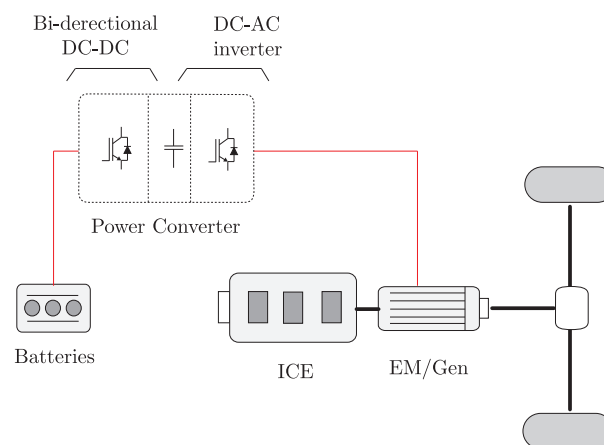 Bi-derectional
DC-DC
DC-AC
inverter
Power Converter
Batteries
ICE
EM/Gen